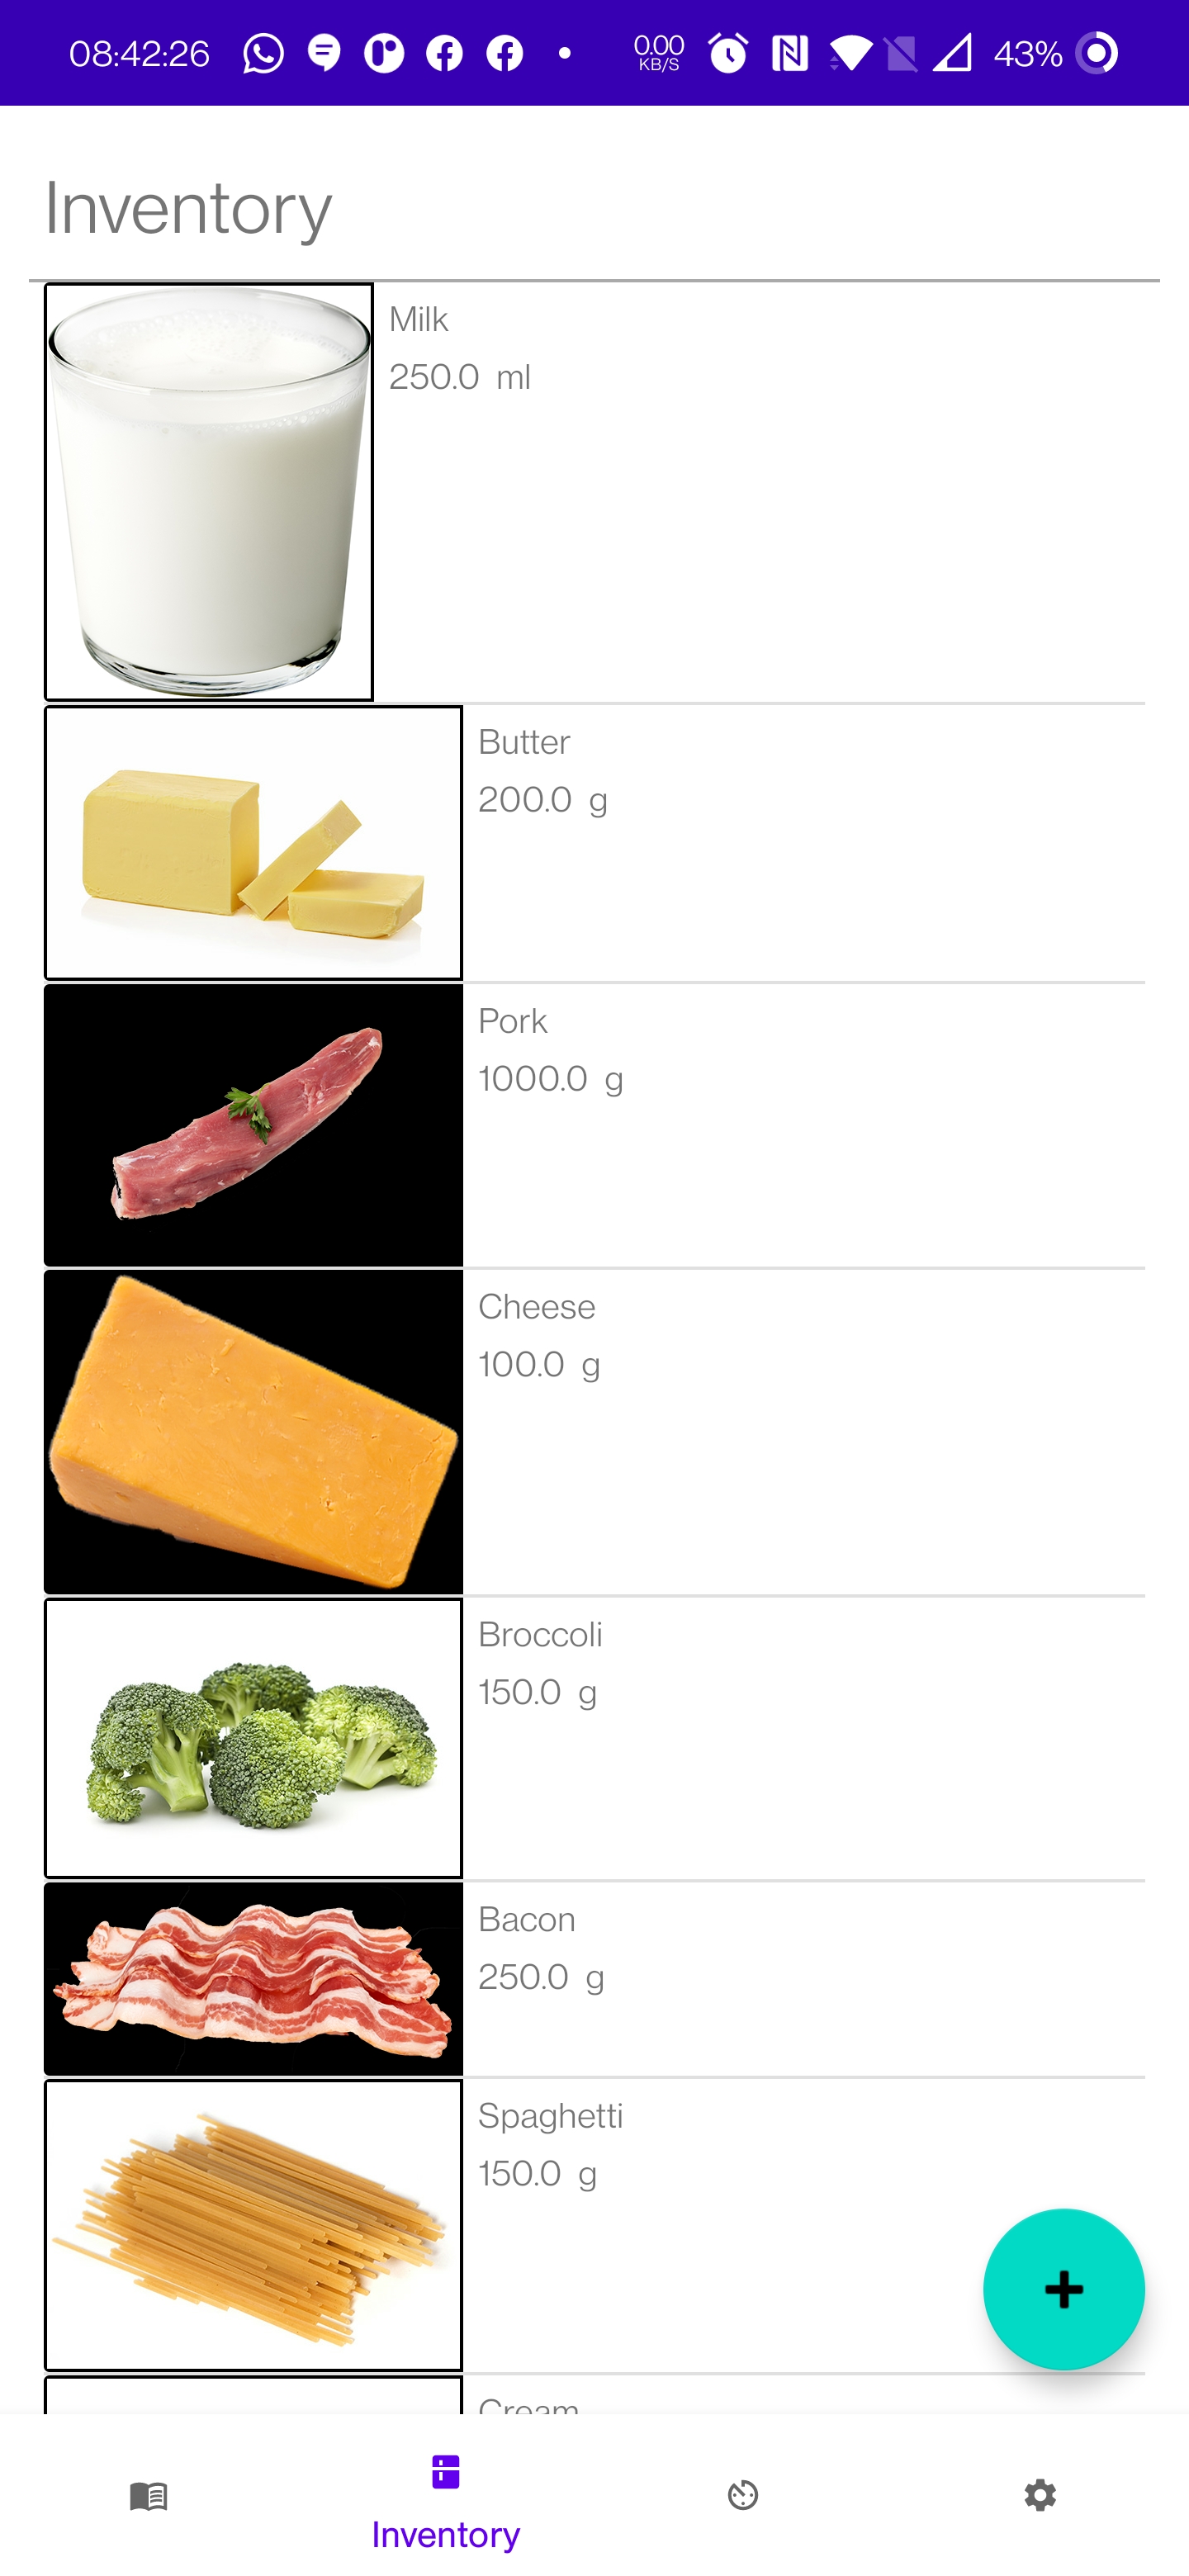 08:42:26 0.00 KB/S 43%
Inventory
Milk
250.0 ml
Butter
200.0 g
Pork
1000.0 g
Cheese
100.0 g
Broccoli
150.0 g
Bacon
250.0 g
Spaghetti
150.0 g
Cream
Inventory